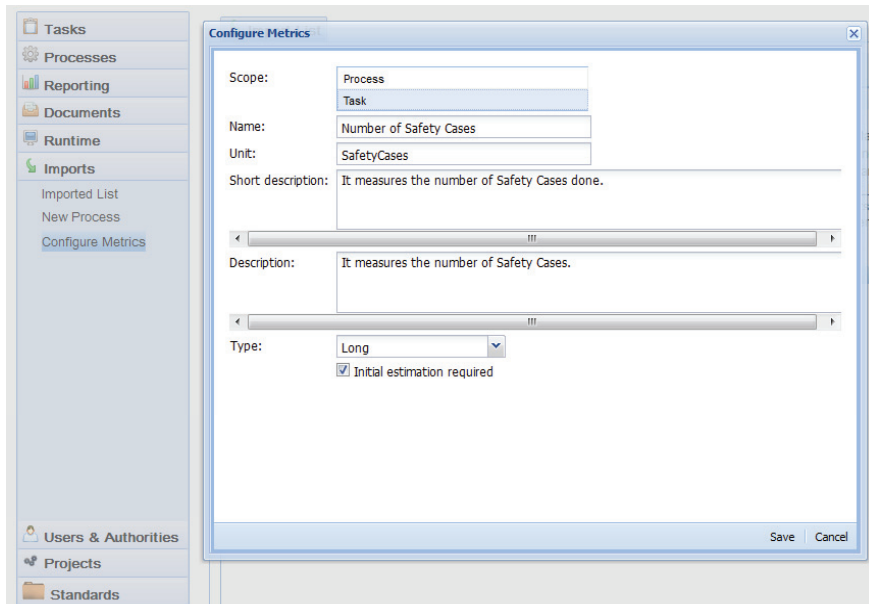 Tasks
Processes
Reporting
Documents
Runtime
Imports
Imported List
New Process
Configure Metrics
Users & Authorities
Projects
Standards
Configure Metrics
Scope:
Process
Task
Name:
Number of Safety Cases
Unit:
SafetyCases
Short description:
It measures the number of Safety Cases done.
Description:
It measures the number of Safety Cases.
Type:
Long
Initial estimation required
Save
Cancel